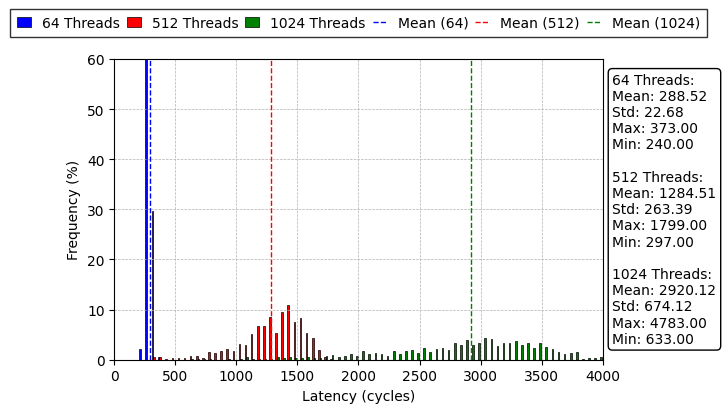 64 Threads 512 Threads 1024 Threads Mean (64) Mean (512) Mean (1024)
60
50
40
30
20
10
0
Frequency (%)
0 500 1000 1500 2000 2500 3000 3500 4000
Latency (cycles)
64 Threads:
Mean: 288.52
Std: 22.68
Max: 373.00
Min: 240.00
512 Threads:
Mean: 1284.51
Std: 263.39
Max: 1799.00
Min: 297.00
1024 Threads:
Mean: 2920.12
Std: 674.12
Max: 4783.00
Min: 633.00